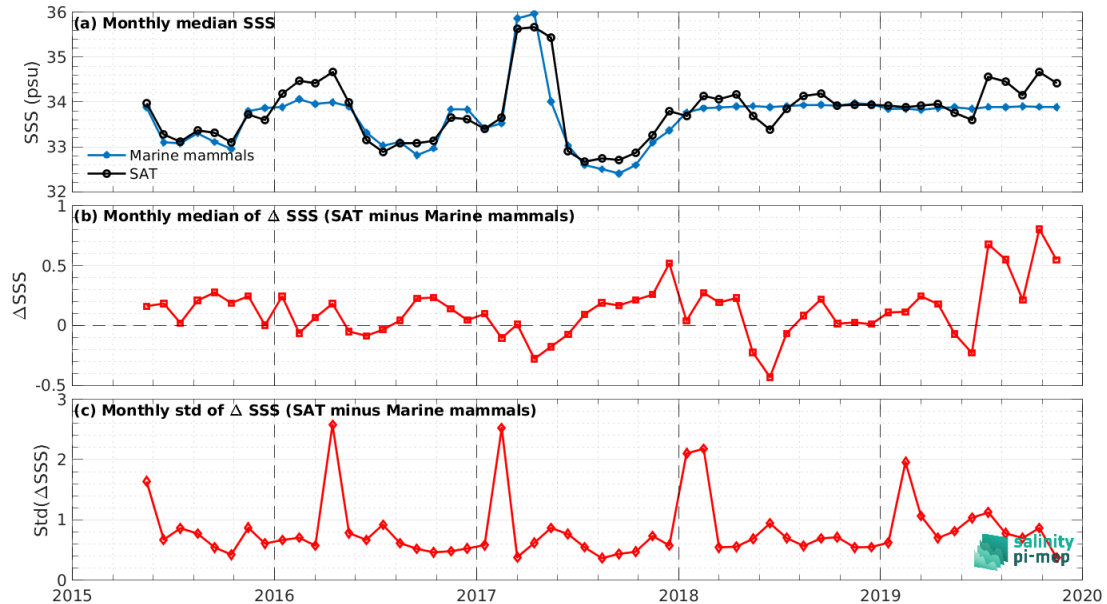 (a) Monthly median SSS
36
35
34
33
32
SSS (psu)
Marine mammals
SAT
(b) Monthly median of Δ SSS (SAT minus Marine mammals)
1
0.5
0
-0.5
ΔSSS
(c) Monthly std of Δ SSS (SAT minus Marine mammals)
3
2
1
0
Std(ΔSSS)
salinity
pi-mep
2015 2016 2017 2018 2019 2020